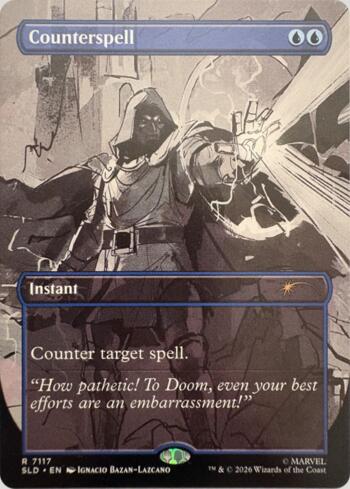 Counterspell
Instant
Counter target spell.
“How pathetic! To Doom, even your best
efforts are an embarrassment!”
R 7117
© MARVEL
SLD • EN Ignacio Bazan-Lazcano
™ & © 2026 Wizards of the Coast